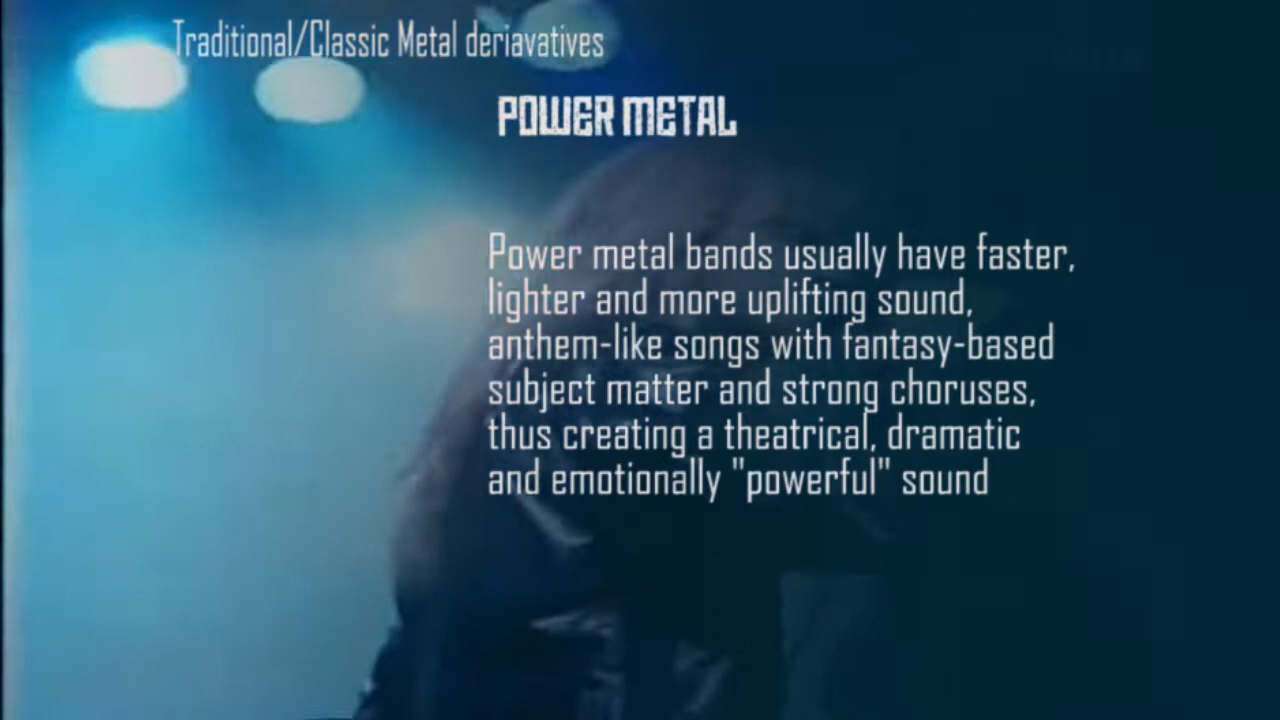 Traditional/Classic Metal deriavatives
POWER METAL
Power metal bands usually have faster,
lighter and more uplifting sound,
anthem-like songs with fantasy-based
subject matter and strong choruses,
thus creating a theatrical, dramatic
and emotionally "powerful" sound